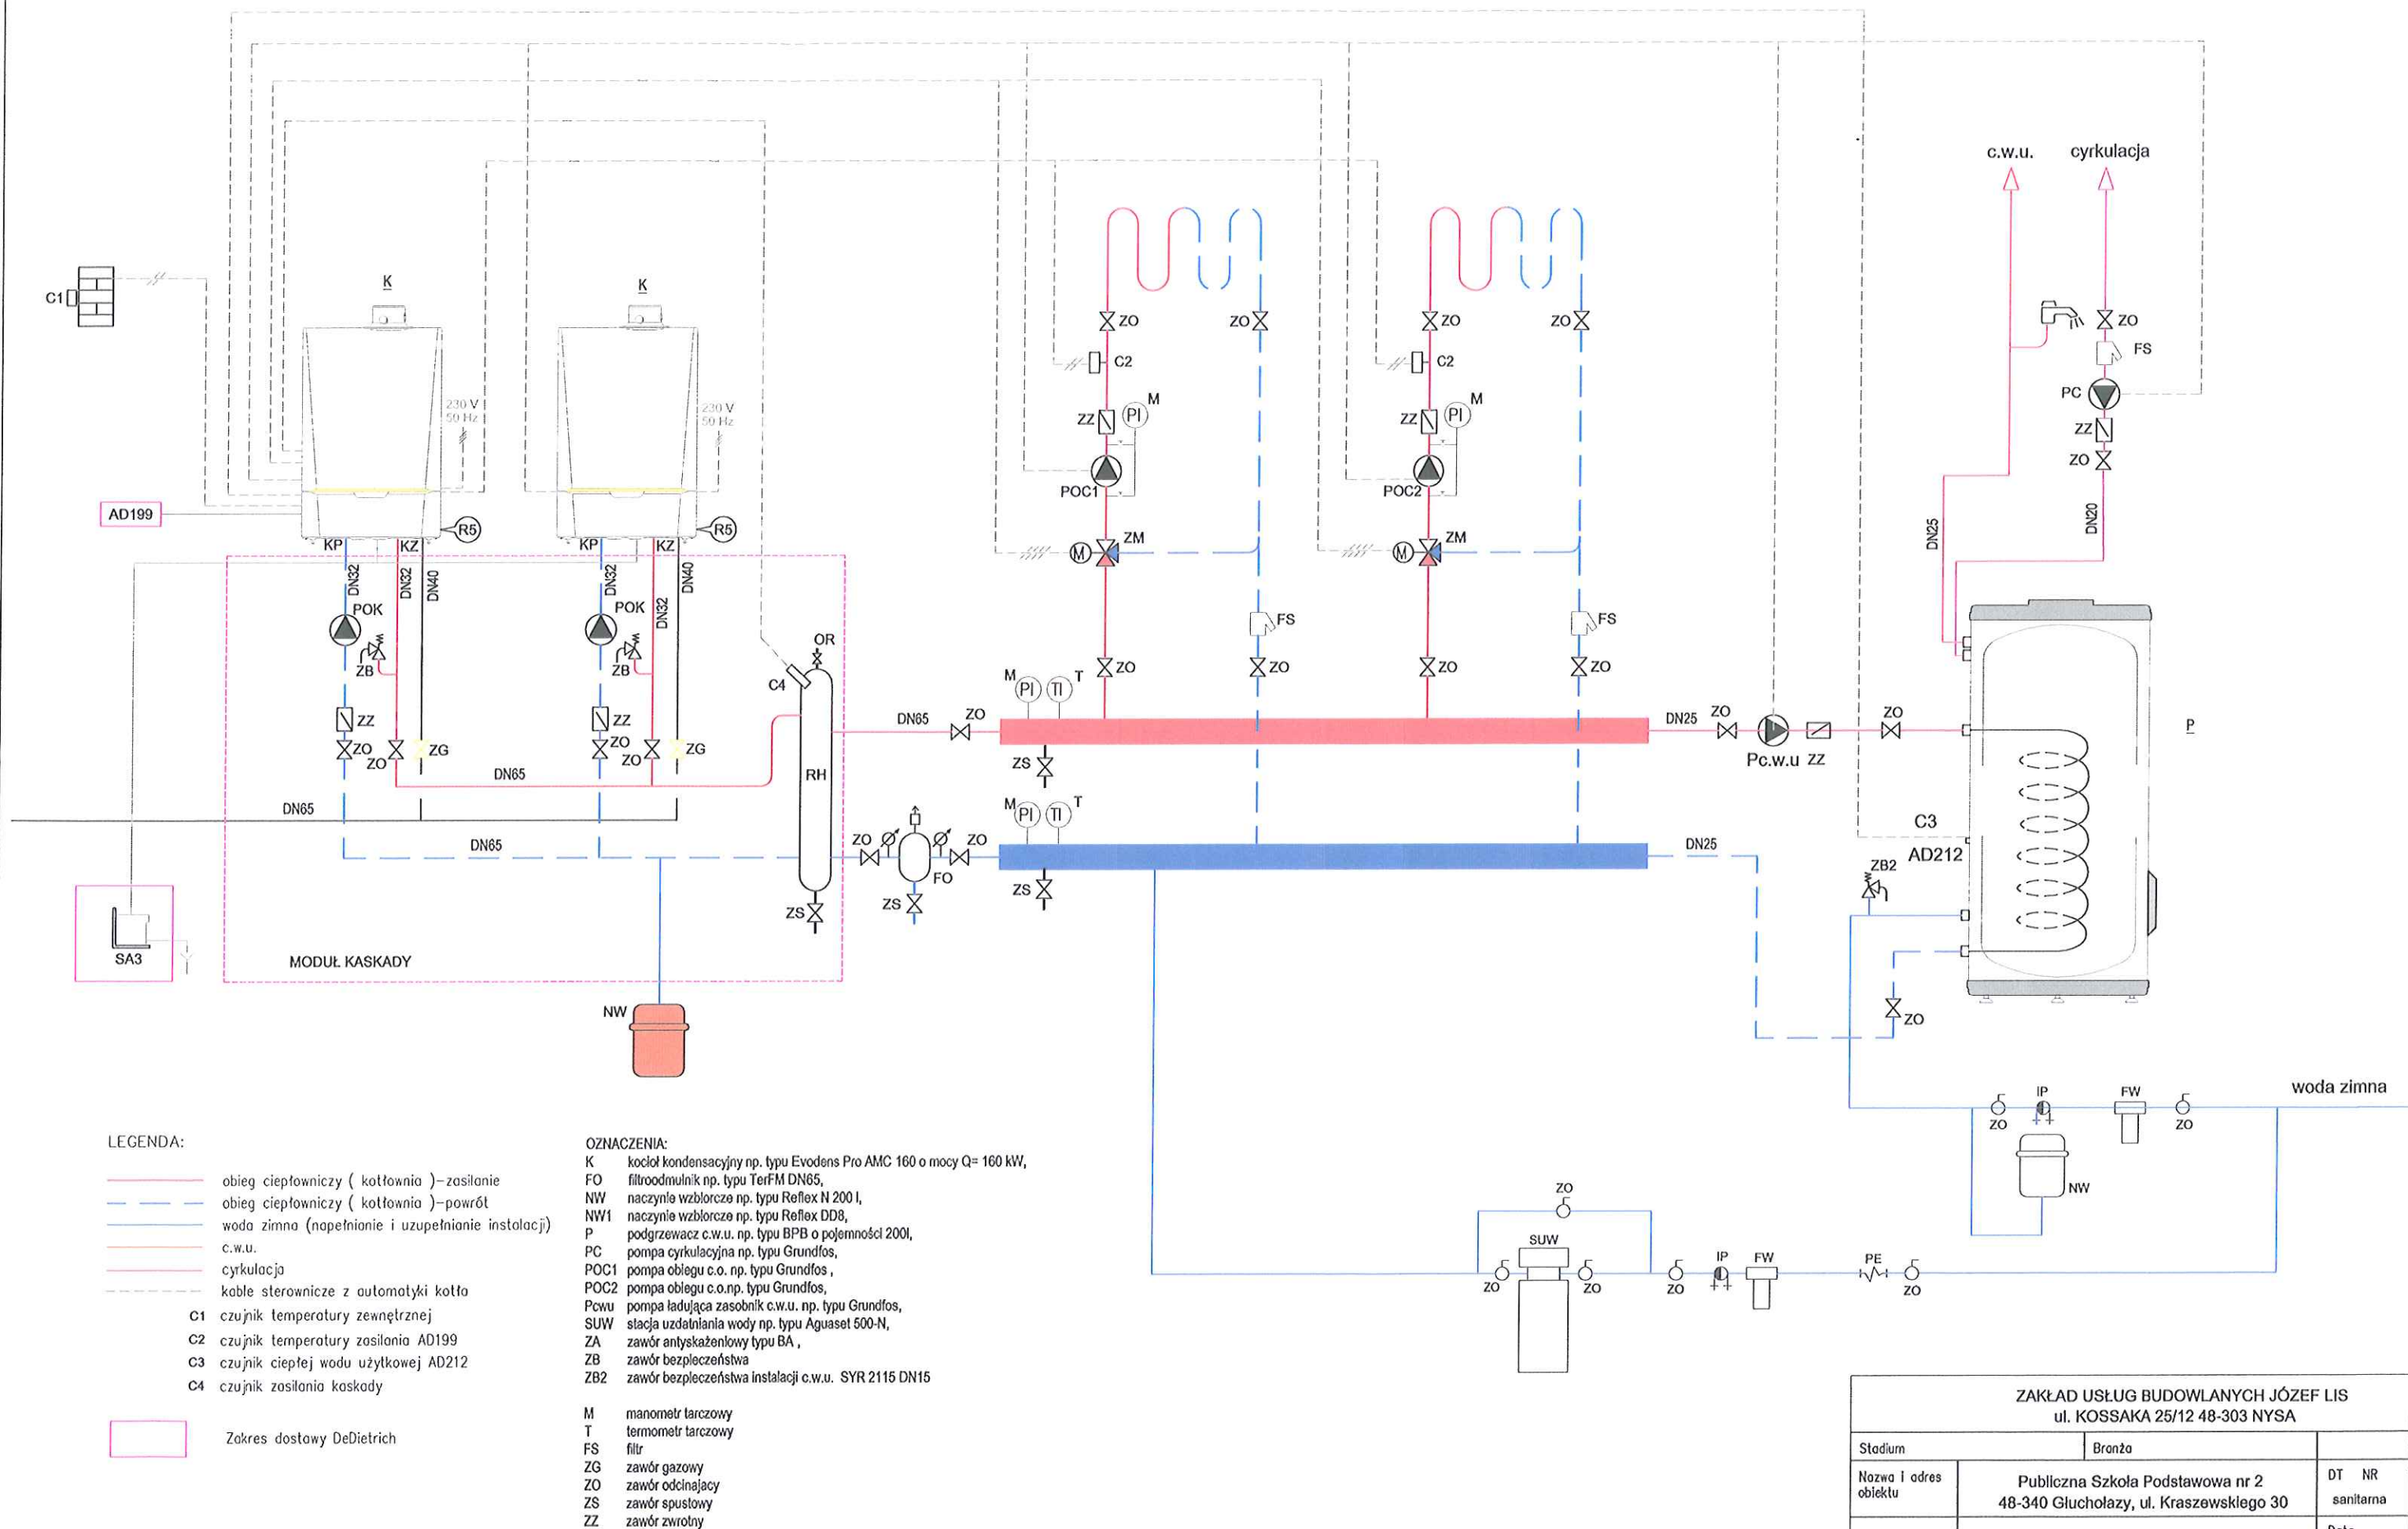 c.w.u. cyrkulacja
C1
K
K
ZO
ZO
ZO
ZO
ZO
FS
C2
C2
PC
230 V
50 Hz
230 V
50 Hz
M
PI
ZZ
M
PI
ZZ
ZZ
ZO
POC1
POC2
AD199
R5
R5
DN25
DN20
KP
KZ
KP
KZ
M
ZM
M
ZM
DN32
DN32
DN40
DN32
DN32
DN40
POK
POK
ZB
ZB
FS
FS
OR
C4
ZO
ZO
ZO
ZO
M
PI
TI
T
ZZ
ZO
ZO
ZG
ZZ
ZO
ZO
ZG
DN65
ZO
DN25
ZO
ZO
P
Pc.w.u ZZ
DN65
RH
ZS
DN65
M
PI
TI
T
C3
DN65
ZO
ZO
DN25
AD212
ZB2
FO
ZS
ZS
ZS
SA3
MODUŁ KASKADY
NW
ZO
woda zimna
IP
FW
ZO
ZO
NW
ZO
SUW
IP
FW
PE
ZO
ZO
ZO
ZO
LEGENDA:
obieg ciepłowniczy ( kotłownia )-zasilanie
obieg ciepłowniczy ( kotłownia )-powrót
woda zimna (napełnianie i uzupełnianie instalacji)
c.w.u.
cyrkulacja
kable sterownicze z automatyki kotła
C1 czujnik temperatury zewnętrznej
C2 czujnik temperatury zasilania AD199
C3 czujnik ciepłej wodu użytkowej AD212
C4 czujnik zasilania kaskady
Zakres dostawy DeDietrich
OZNACZENIA:
K kocioł kondensacyjny np. typu Evodens Pro AMC 160 o mocy Q= 160 kW,
FO filtroodmulnik np. typu TerFM DN65,
NW naczynie wzbiorcze np. typu Reflex N 200 l,
NW1 naczynie wzbiorcze np. typu Reflex DD8,
P podgrzewacz c.w.u. np. typu BPB o pojemności 200l,
PC pompa cyrkulacyjna np. typu Grundfos,
POC1 pompa obiegu c.o. np. typu Grundfos ,
POC2 pompa obiegu c.o.np. typu Grundfos,
Pcwu pompa ładująca zasobnik c.w.u. np. typu Grundfos,
SUW stacja uzdatniania wody np. typu Aguaset 500-N,
ZA zawór antyskażeniowy typu BA ,
ZB zawór bezpieczeństwa
ZB2 zawór bezpieczeństwa instalacji c.w.u. SYR 2115 DN15
M manometr tarczowy
T termometr tarczowy
FS filtr
ZG zawór gazowy
ZO zawór odcinajacy
ZS zawór spustowy
ZZ zawór zwrotny
ZAKŁAD USŁUG BUDOWLANYCH JÓZEF LIS
ul. KOSSAKA 25/12 48-303 NYSA
Stadium Branża
Nazwa i adres
obiektu
Publiczna Szkoła Podstawowa nr 2
48-340 Głuchołazy, ul. Kraszewskiego 30
DT NR
sanitarna